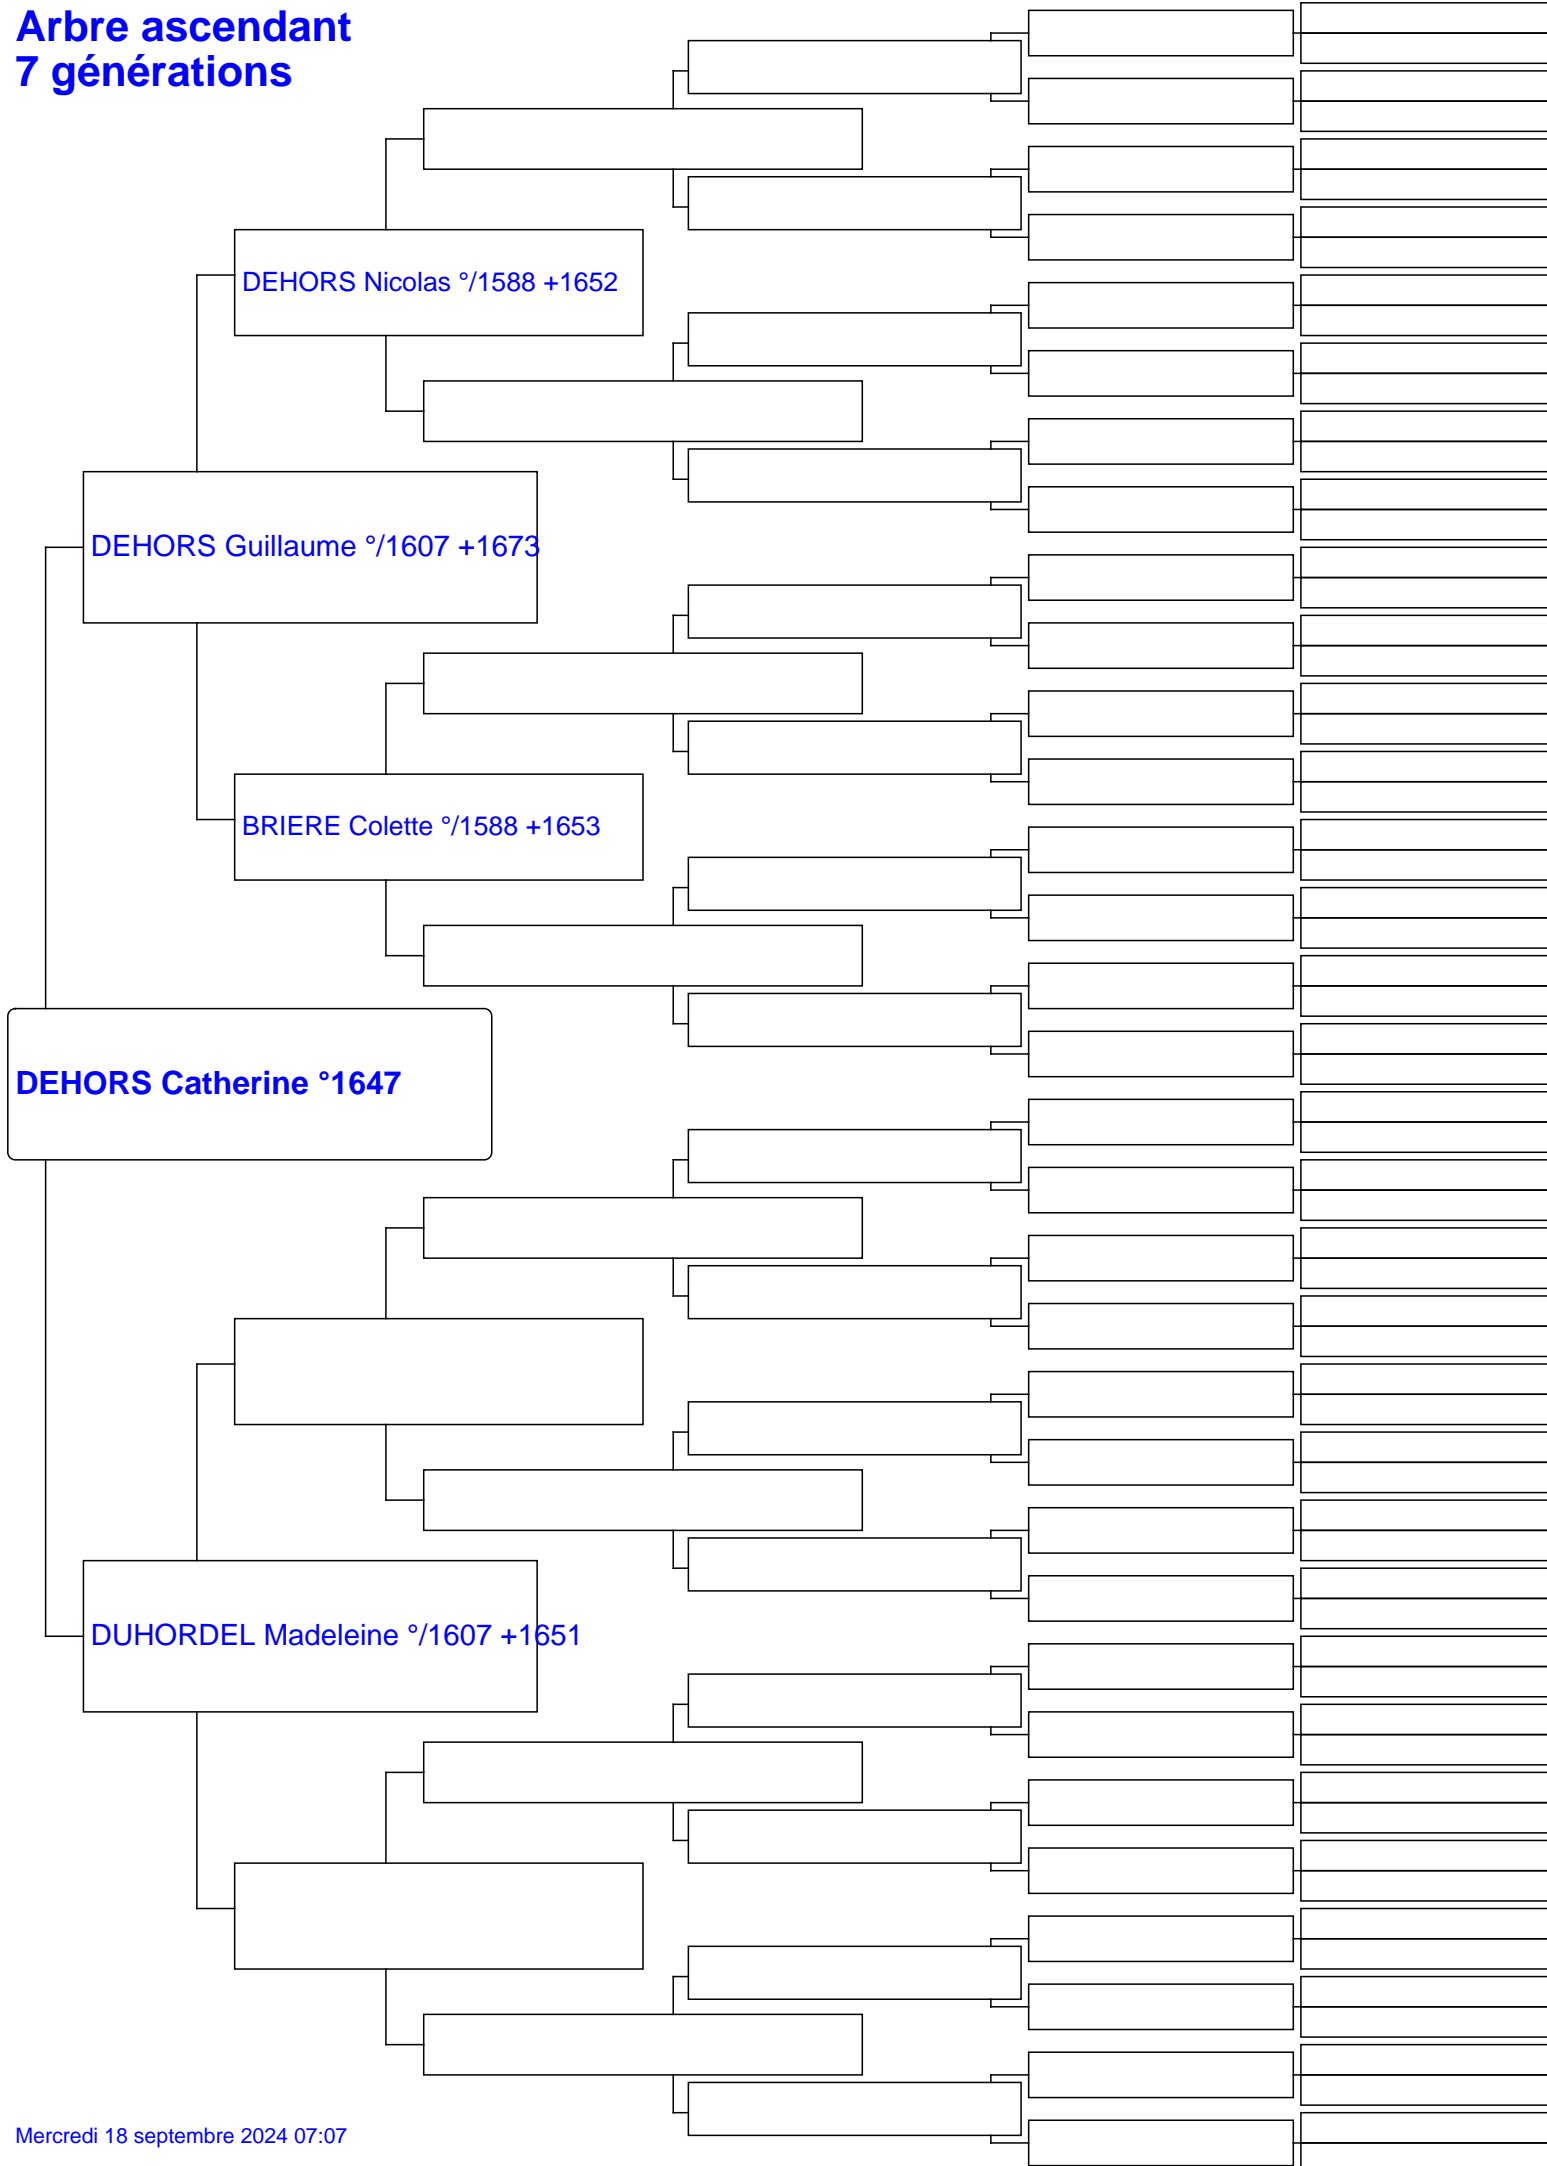 Arbre ascendant
7 générations
DEHORS Nicolas °/1588 +1652
DEHORS Guillaume °/1607 +1673
BRIERE Colette °/1588 +1653
DEHORS Catherine °1647
DUHORDEL Madeleine °/1607 +1651
Mercredi 18 septembre 2024 07:07